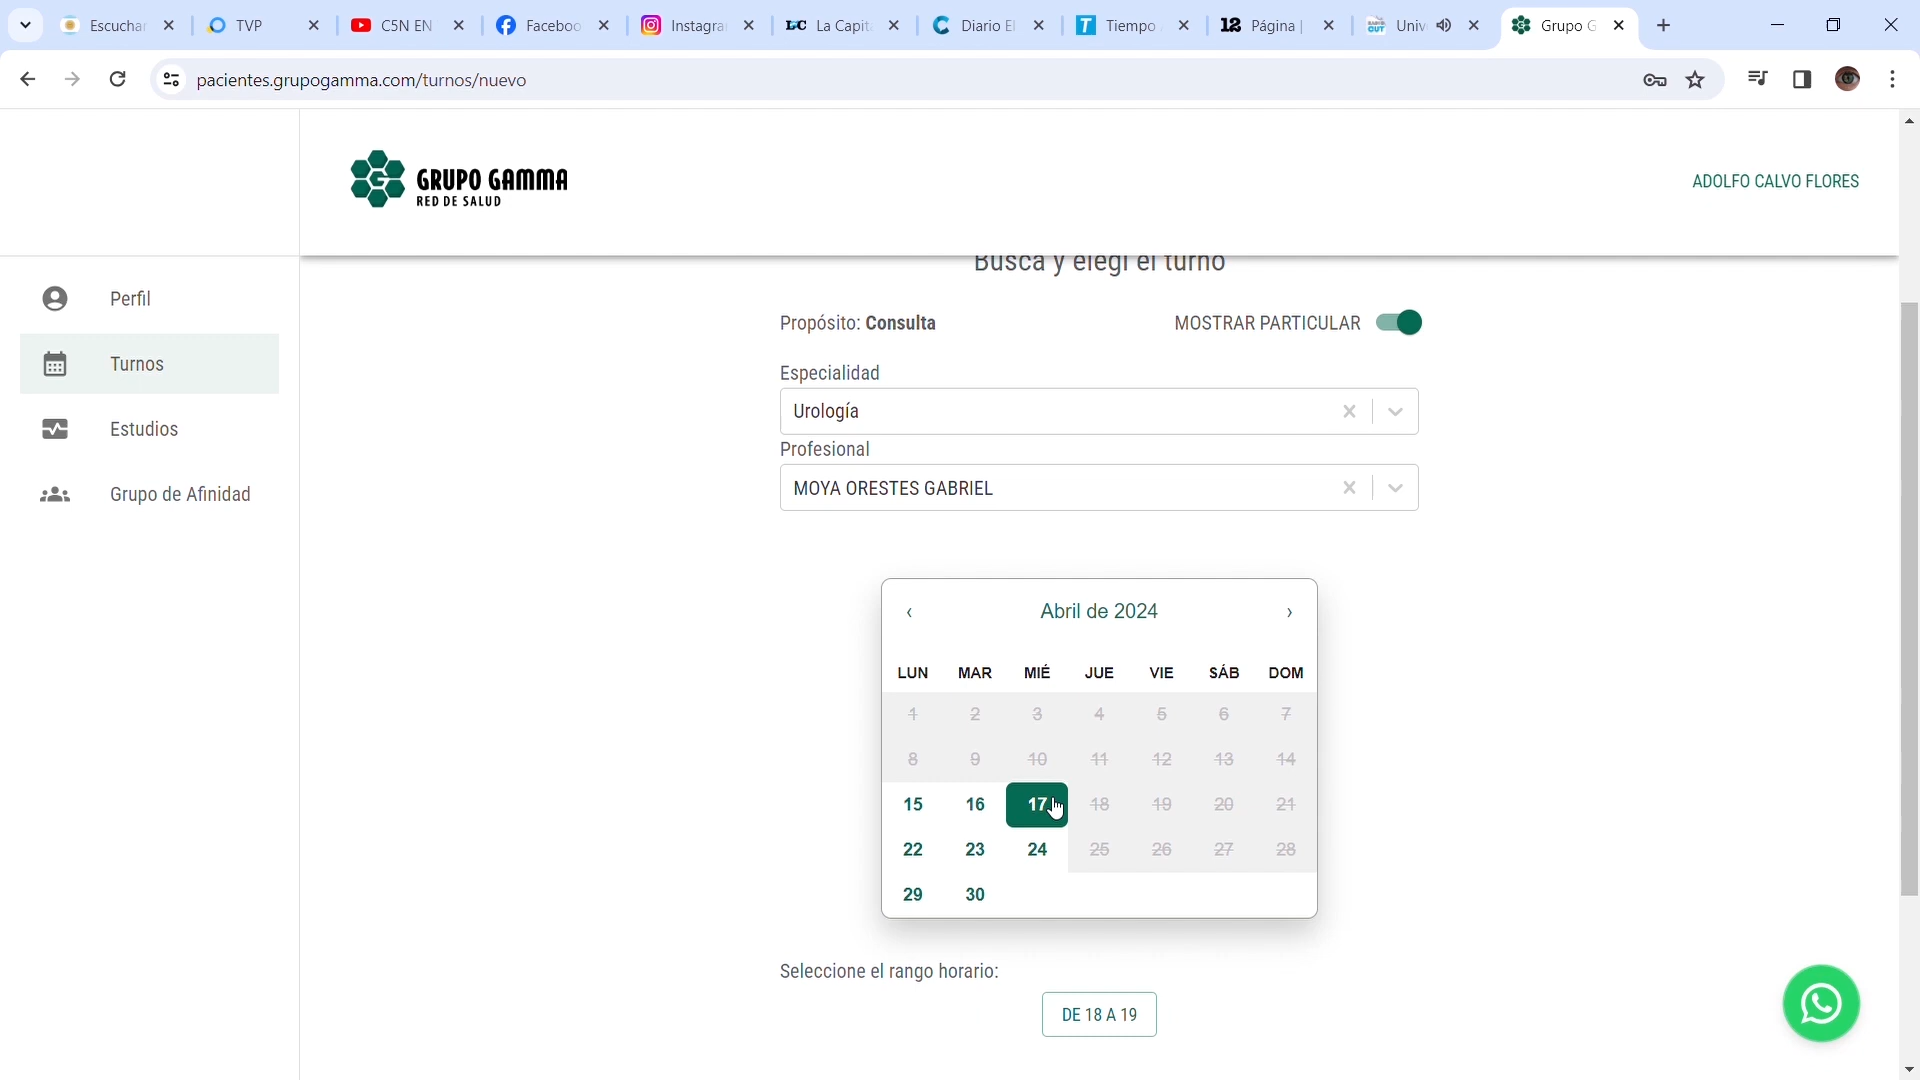 Escuchar
TVP
C5N EN
Faceboo
Instagra
LC La Capita
Diario El
T Tiempo
12 Página |
Univ
Grupo G
pacientes.grupogamma.com/turnos/nuevo
GRUPO GAMMA
RED DE SALUD
ADOLFO CALVO FLORES
Perfil
Turnos
Estudios
Grupo de Afinidad
Buscá y elegí el turno
Propósito: Consulta
MOSTRAR PARTICULAR
Especialidad
Urología
Profesional
MOYA ORESTES GABRIEL
‹ Abril de 2024 ›
LUN MAR MIÉ JUE VIE SÁB DOM
1 2 3 4 5 6 7
8 9 10 11 12 13 14
15 16 17 18 19 20 21
22 23 24 25 26 27 28
29 30
Seleccione el rango horario:
DE 18 A 19